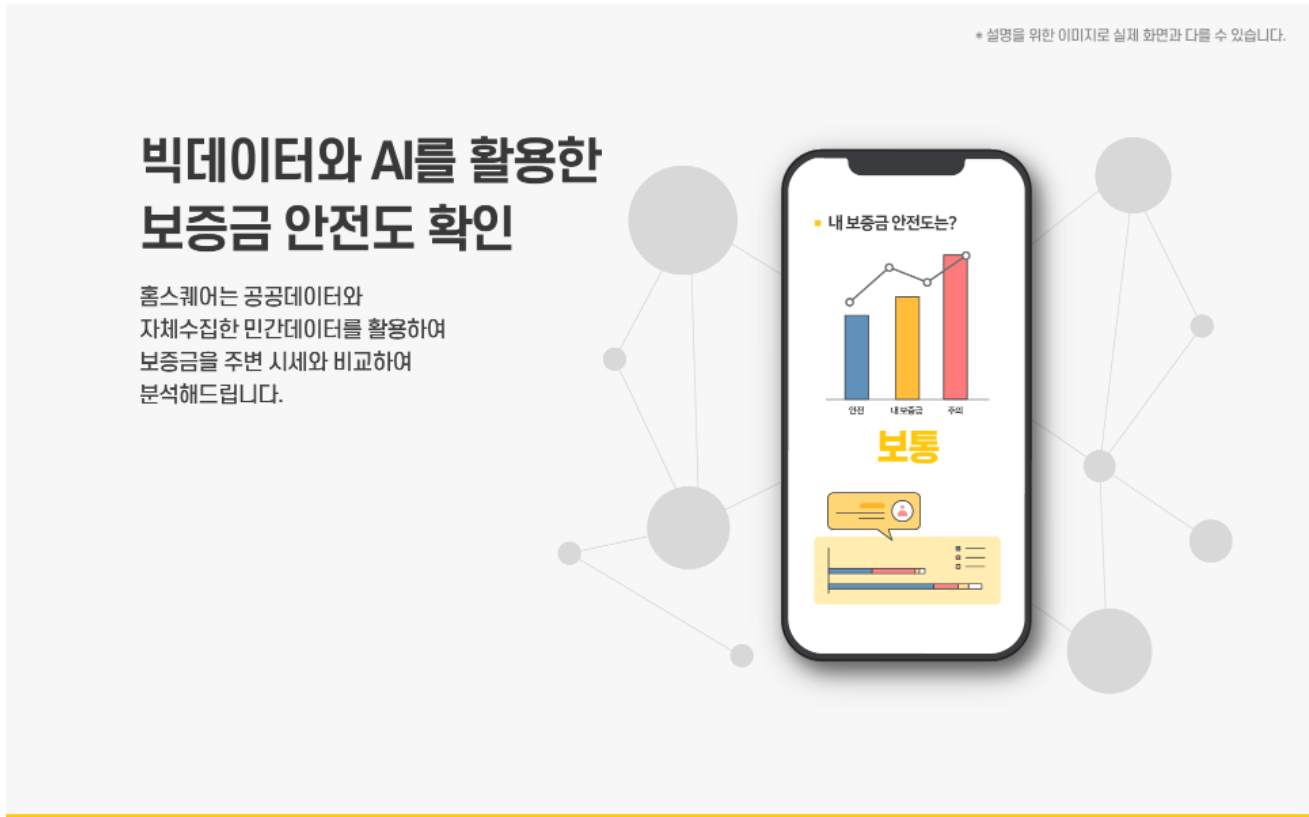 * 설명을 위한 이미지로 실제 화면과 다를 수 있습니다.
빅데이터와 AI를 활용한
보증금 안전도 확인
홈스퀘어는 공공데이터와
자체수집한 민간데이터를 활용하여
보증금을 주변 시세와 비교하여
분석해드립니다.
내 보증금 안전도는?
안전 내 보증금 주의
보통